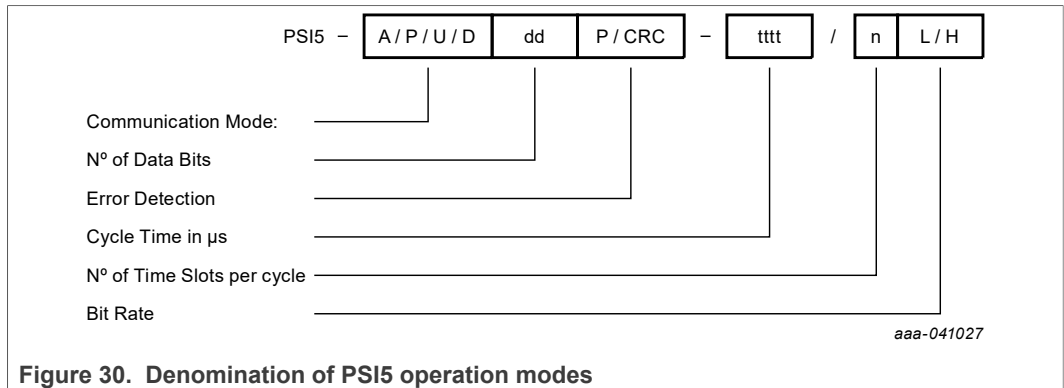 PSI5 – A / P / U / D dd P / CRC – tttt / n L / H
Communication Mode:
Nº of Data Bits
Error Detection
Cycle Time in µs
Nº of Time Slots per cycle
Bit Rate
aaa-041027
Figure 30. Denomination of PSI5 operation modes